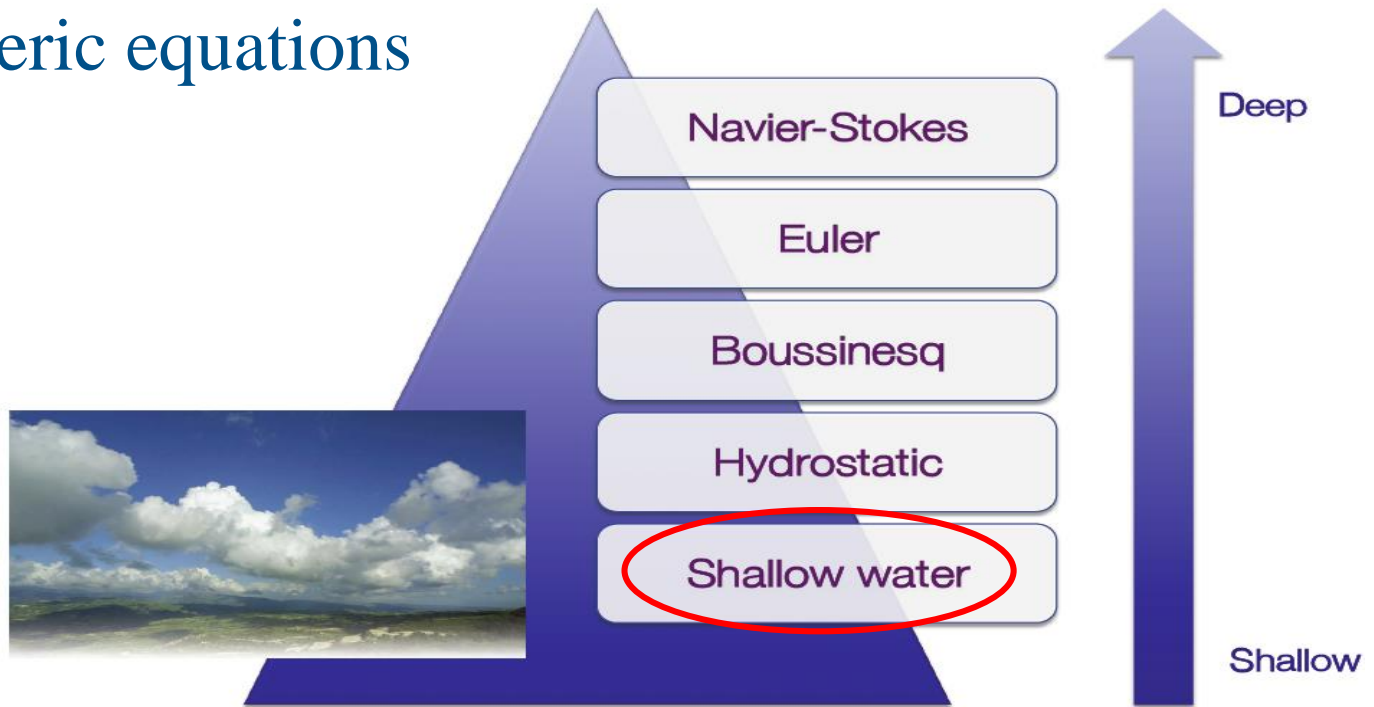 eric equations
Navier-Stokes
Euler
Boussinesq
Hydrostatic
Shallow water
Deep
Shallow